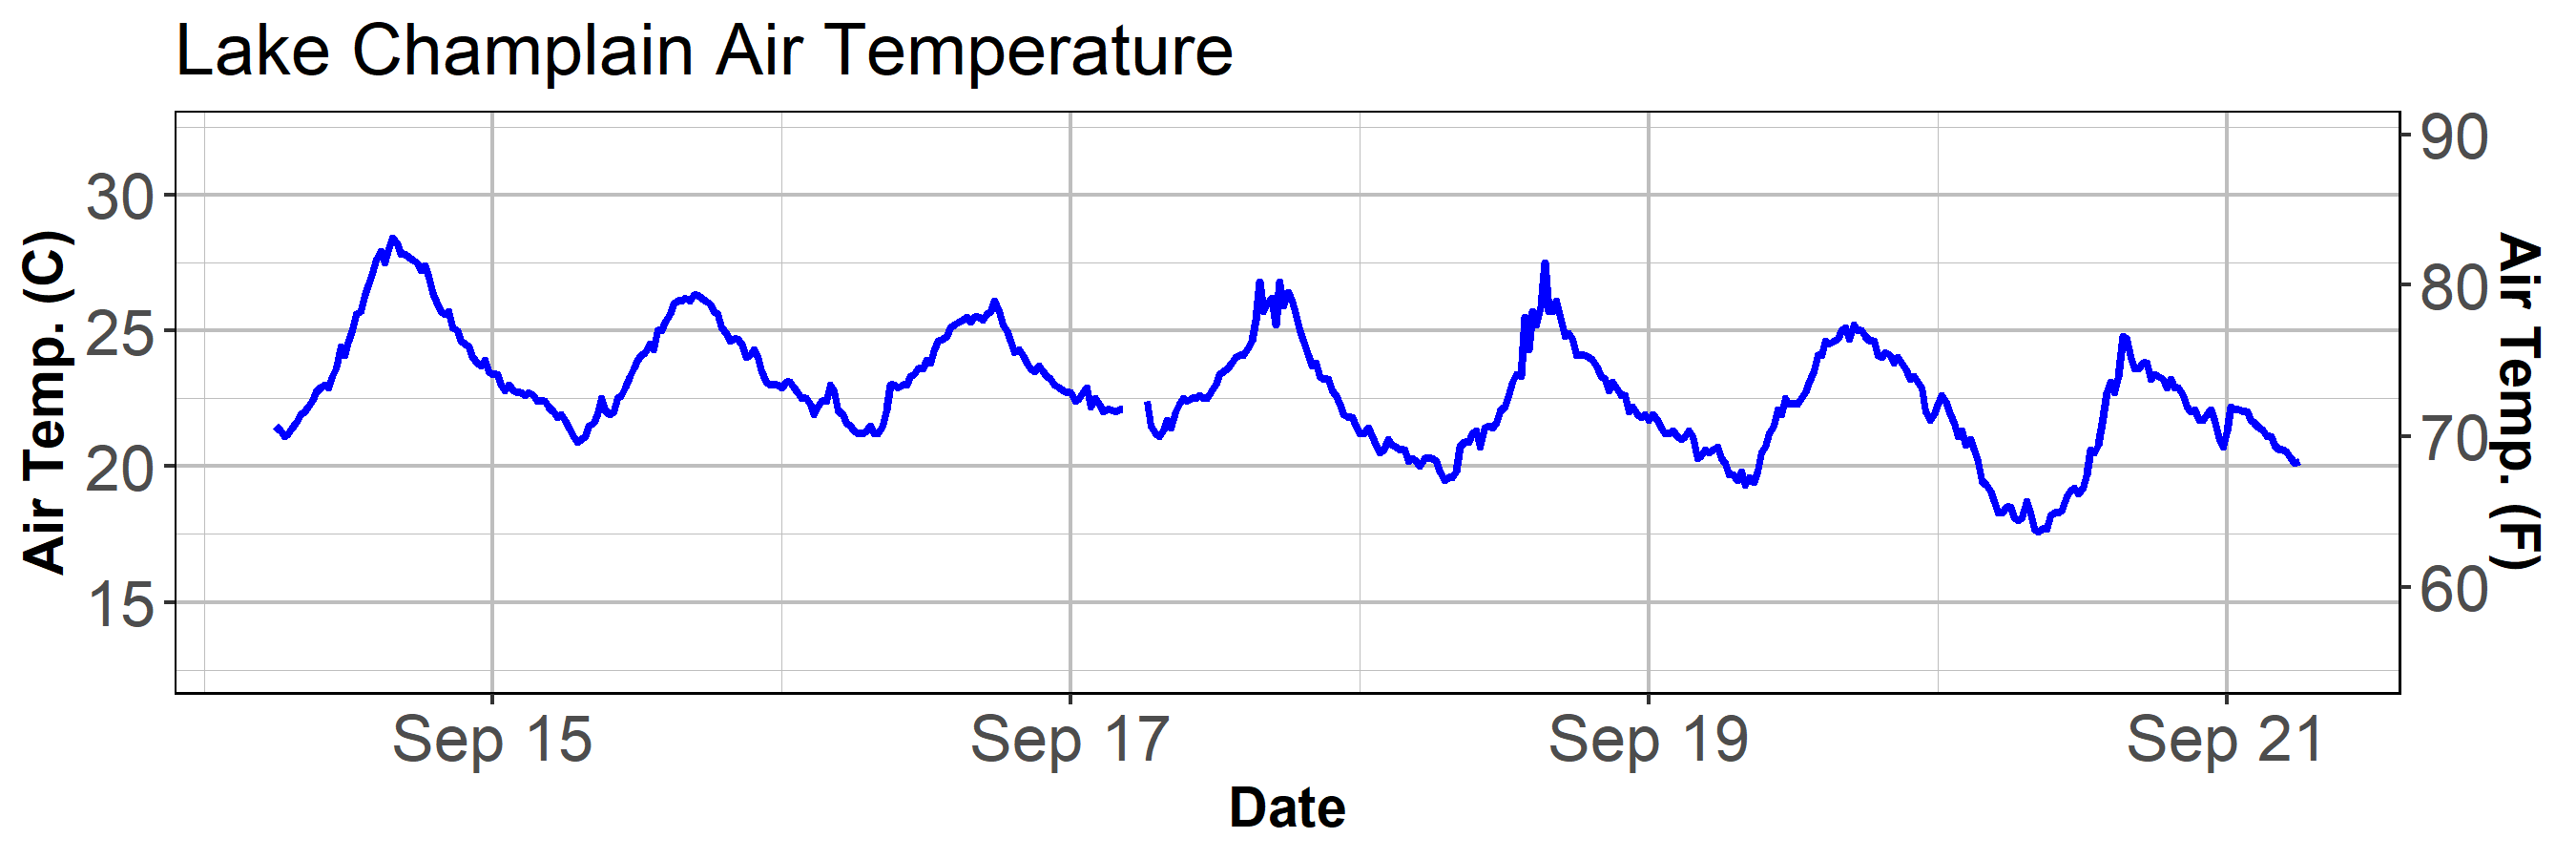 Lake Champlain Air Temperature
Air Temp. (C)
30
25
20
15
90
80
70
60
Air Temp. (F)
Sep 15
Sep 17
Sep 19
Sep 21
Date